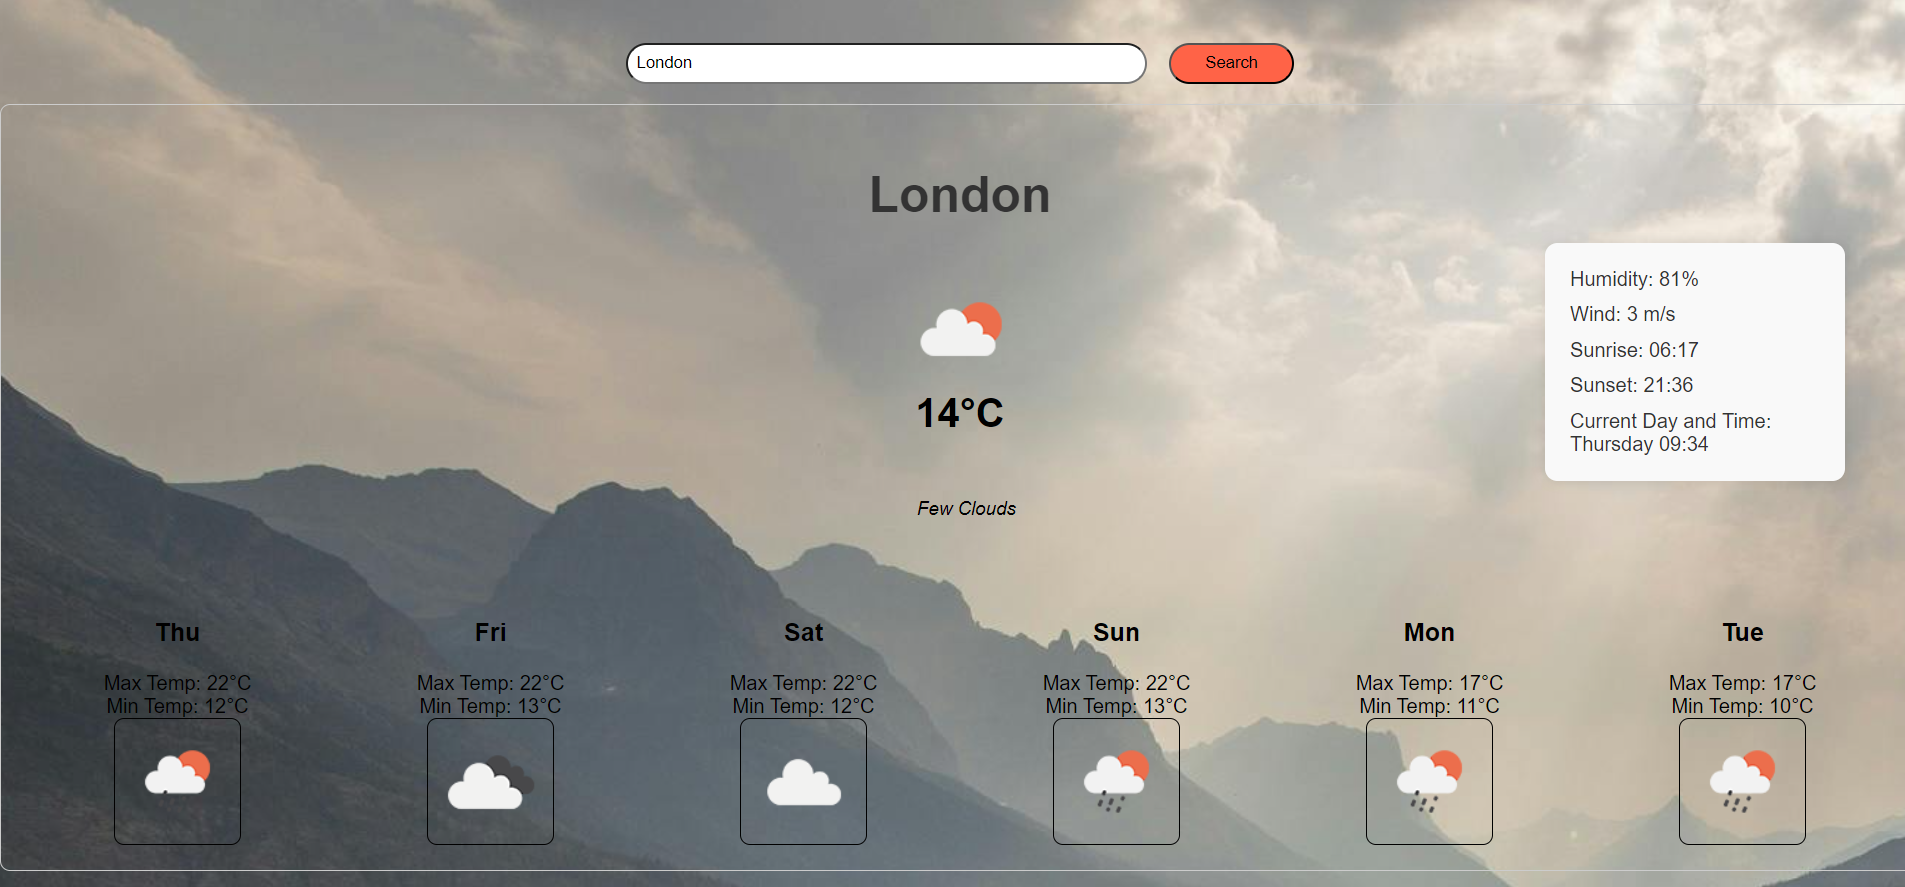 London
Search
London
14°C
Few Clouds
Humidity: 81%
Wind: 3 m/s
Sunrise: 06:17
Sunset: 21:36
Current Day and Time:
Thursday 09:34
Thu
Max Temp: 22°C
Min Temp: 12°C
Fri
Max Temp: 22°C
Min Temp: 13°C
Sat
Max Temp: 22°C
Min Temp: 12°C
Sun
Max Temp: 22°C
Min Temp: 13°C
Mon
Max Temp: 17°C
Min Temp: 11°C
Tue
Max Temp: 17°C
Min Temp: 10°C